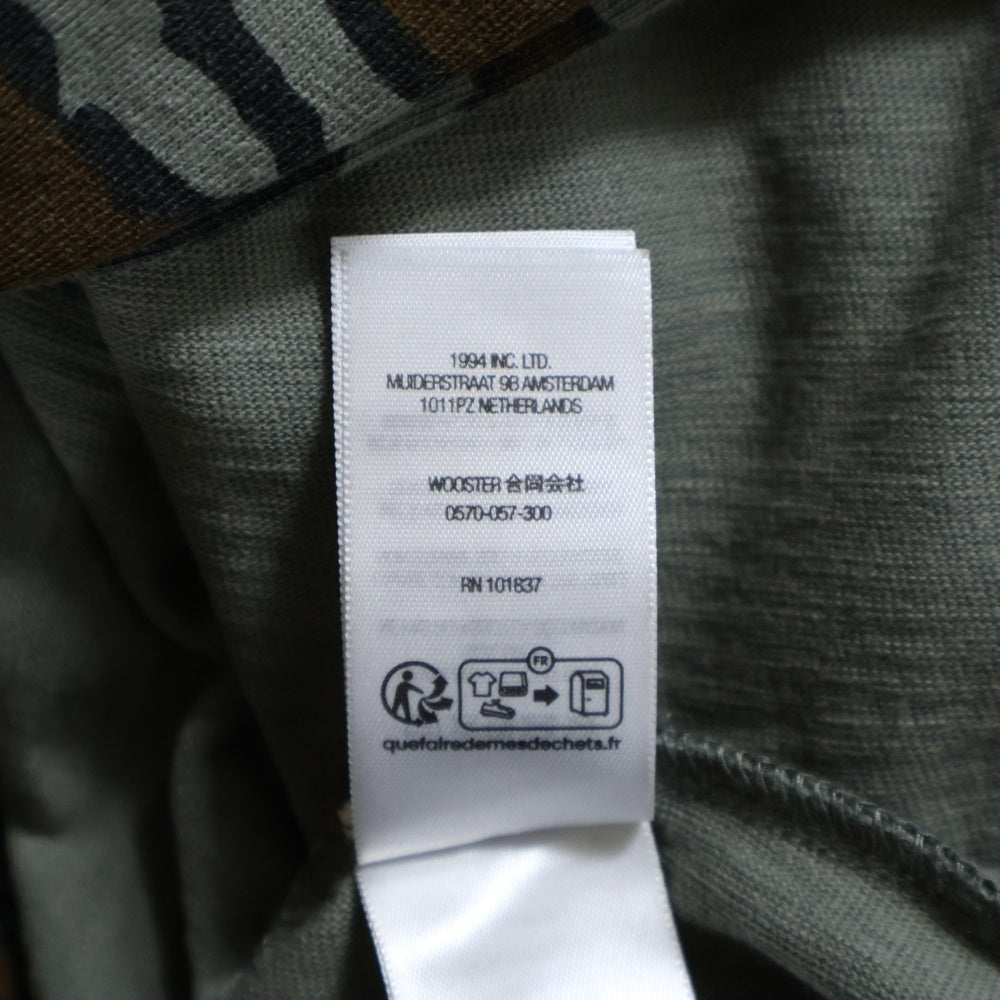 1994 INC. LTD.
MUIDERSTRAAT 9B AMSTERDAM
1011PZ NETHERLANDS
WOOSTER 合同会社
0570-057-300
RN 101837
FR
quefairedemesdechets.fr